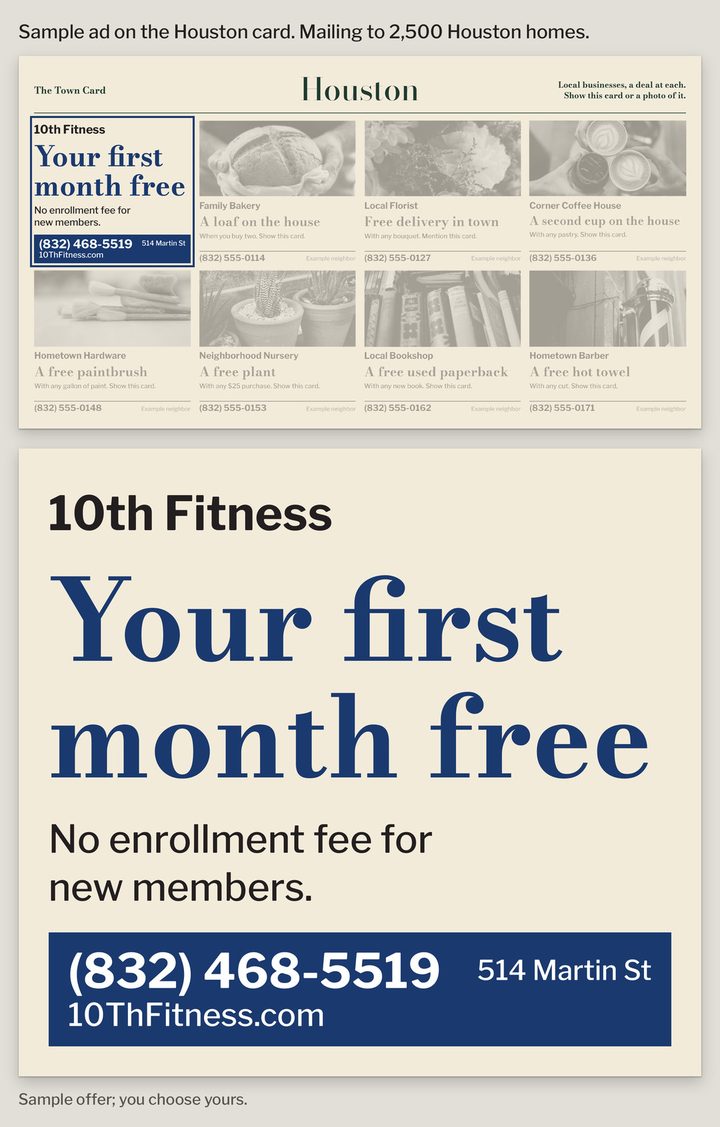 Sample ad on the Houston card. Mailing to 2,500 Houston homes.
The Town Card
Houston
Local businesses, a deal at each.
Show this card or a photo of it.
10th Fitness
Your first
month free
No enrollment fee for
new members.
(832) 468-5519
514 Martin St
10ThFitness.com
Family Bakery
A loaf on the house
When you buy two. Show this card.
(832) 555-0114
Example neighbor
Local Florist
Free delivery in town
With any bouquet. Mention this card.
(832) 555-0127
Example neighbor
Corner Coffee House
A second cup on the house
With any pastry. Show this card.
(832) 555-0136
Example neighbor
Hometown Hardware
A free paintbrush
With any gallon of paint. Show this card.
(832) 555-0148
Example neighbor
Neighborhood Nursery
A free plant
With any $25 purchase. Show this card.
(832) 555-0153
Example neighbor
Local Bookshop
A free used paperback
With any new book. Show this card.
(832) 555-0162
Example neighbor
Hometown Barber
A free hot towel
With any cut. Show this card.
(832) 555-0171
Example neighbor
10th Fitness
Your first
month free
No enrollment fee for
new members.
(832) 468-5519
514 Martin St
10ThFitness.com
Sample offer; you choose yours.